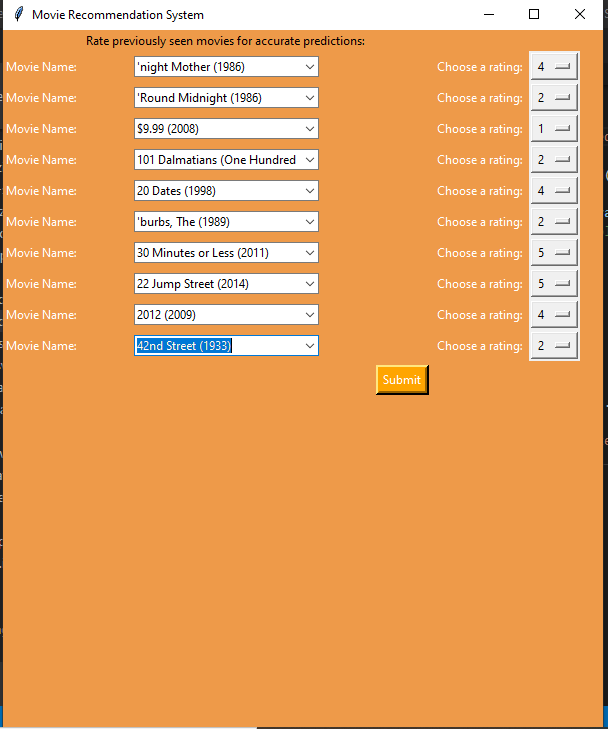 Movie Recommendation System
Rate previously seen movies for accurate predictions:
Movie Name: 'night Mother (1986) Choose a rating: 4
Movie Name: 'Round Midnight (1986) Choose a rating: 2
Movie Name: $9.99 (2008) Choose a rating: 1
Movie Name: 101 Dalmatians (One Hundred Choose a rating: 2
Movie Name: 20 Dates (1998) Choose a rating: 4
Movie Name: 'burbs, The (1989) Choose a rating: 2
Movie Name: 30 Minutes or Less (2011) Choose a rating: 5
Movie Name: 22 Jump Street (2014) Choose a rating: 5
Movie Name: 2012 (2009) Choose a rating: 4
Movie Name: 42nd Street (1933) Choose a rating: 2
Submit